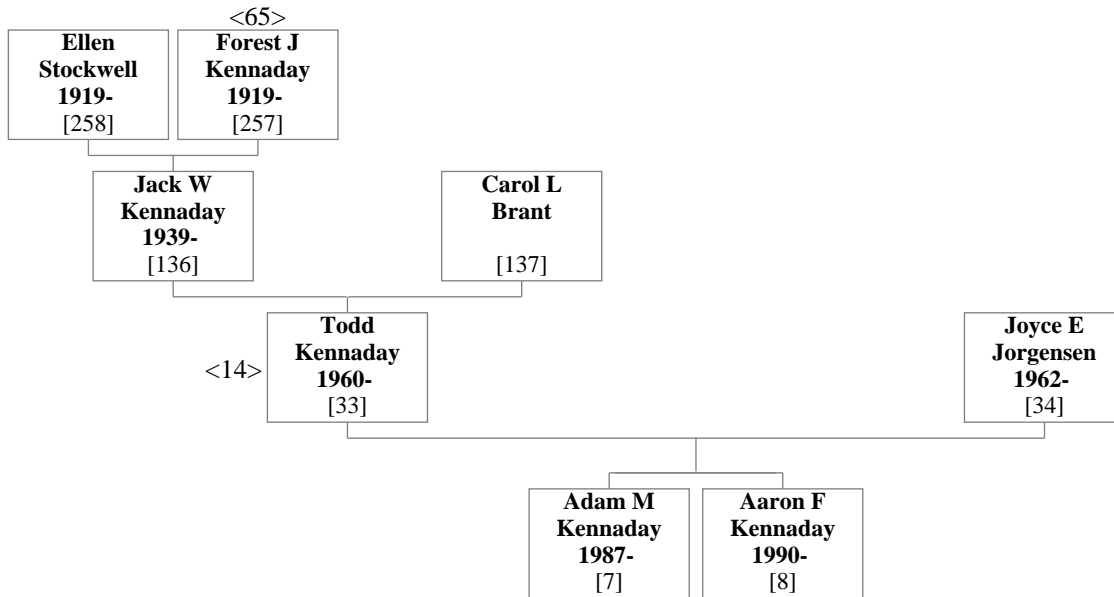 <65>
Ellen
Stockwell
1919-
[258]
Forest J
Kennaday
1919-
[257]
Jack W
Kennaday
1939-
[136]
Carol L
Brant
[137]
<14>
Todd
Kennaday
1960-
[33]
Joyce E
Jorgensen
1962-
[34]
Adam M
Kennaday
1987-
[7]
Aaron F
Kennaday
1990-
[8]